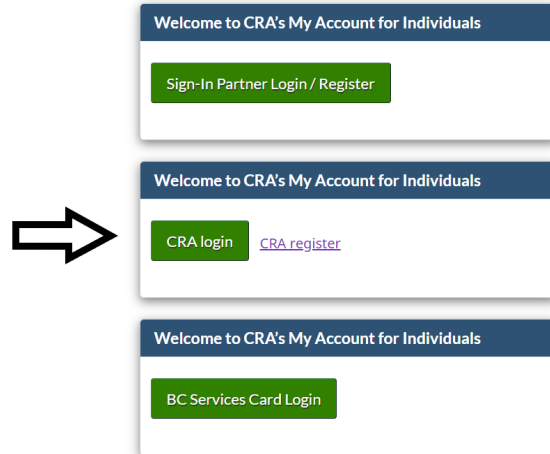 Welcome to CRA's My Account for Individuals
Sign-In Partner Login / Register
Welcome to CRA's My Account for Individuals
CRA login CRA register
Welcome to CRA's My Account for Individuals
BC Services Card Login